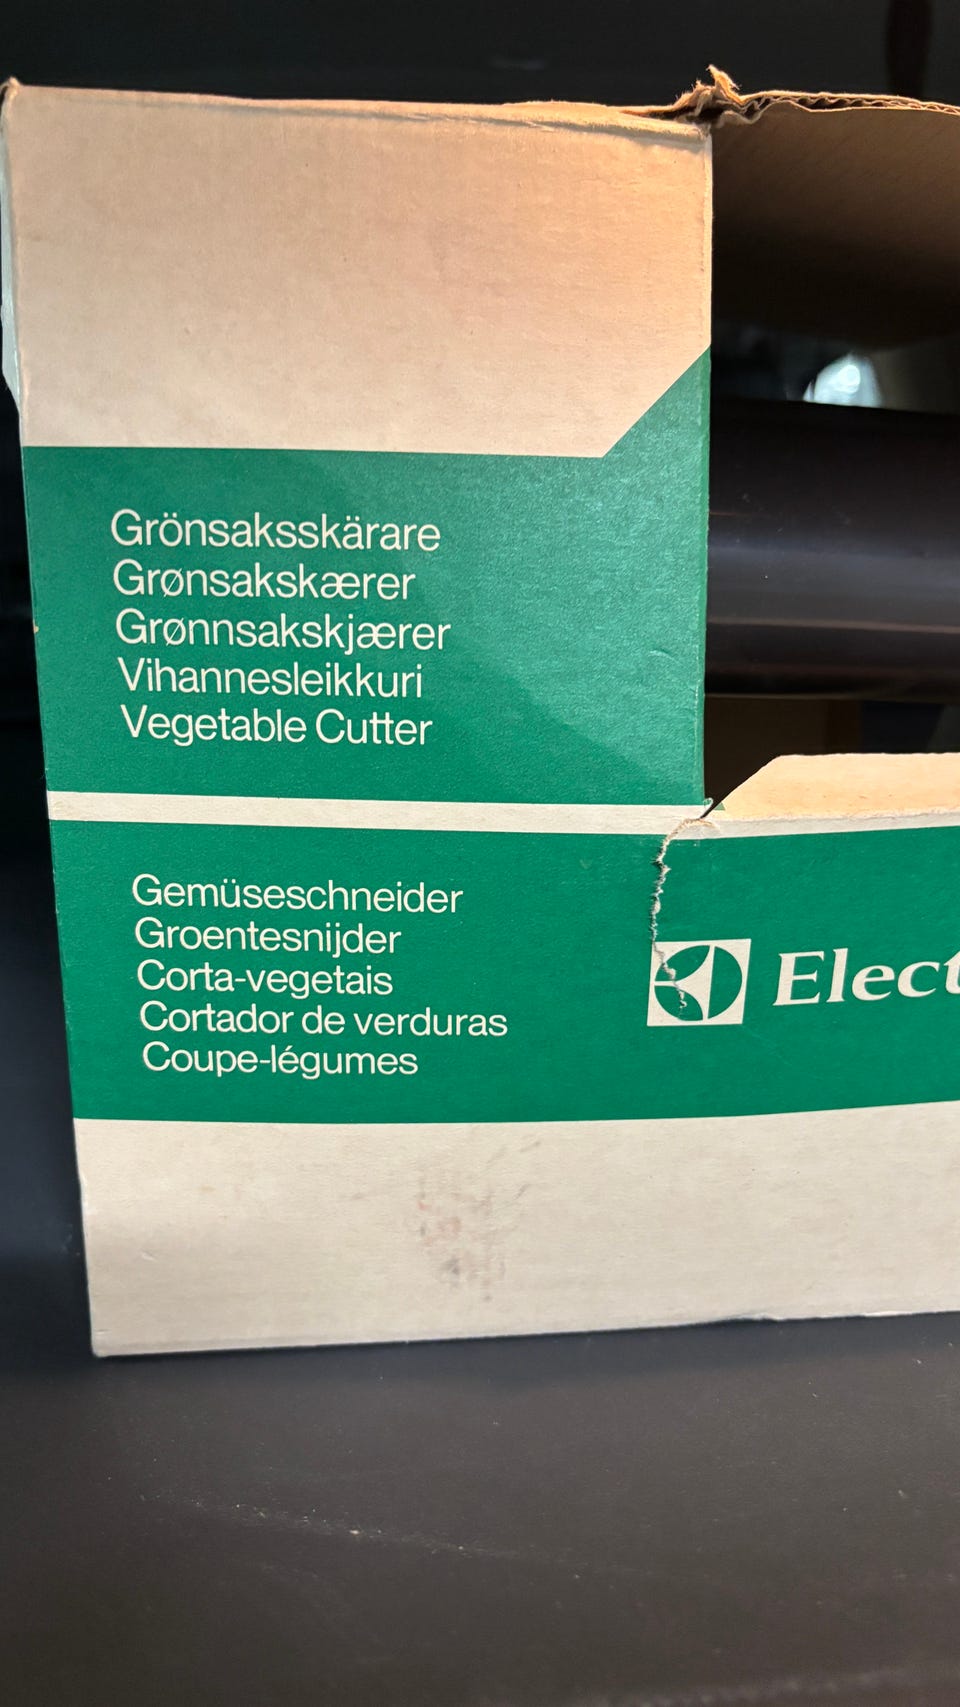 Grönsaksskärare
Grønsakskærer
Grønnsakskjærer
Vihannesleikkuri
Vegetable Cutter
Gemüseschneider
Groentesnijder
Corta-vegetais
Cortador de verduras
Coupe-légumes
Elect